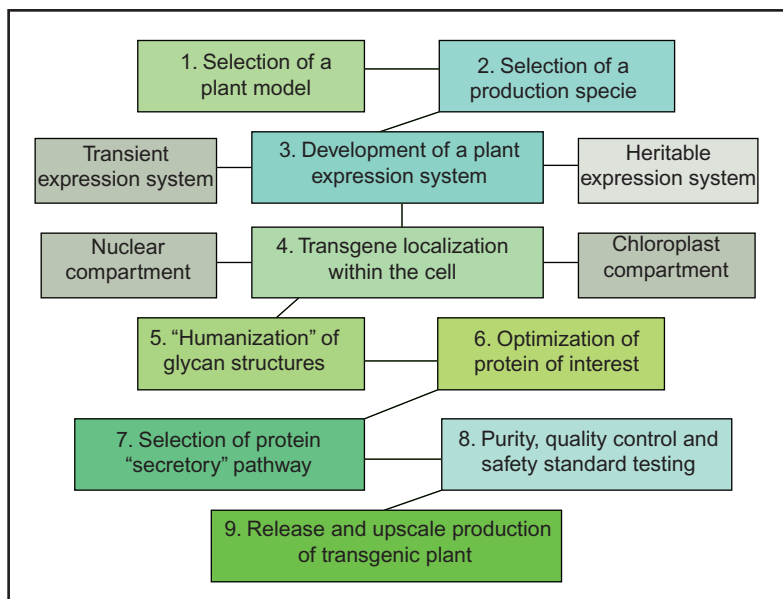 1. Selection of a
plant model
2. Selection of a
production specie
Transient
expression system
3. Development of a plant
expression system
Heritable
expression system
Nuclear
compartment
4. Transgene localization
within the cell
Chloroplast
compartment
5. “Humanization” of
glycan structures
6. Optimization of
protein of interest
7. Selection of protein
“secretory” pathway
8. Purity, quality control and
safety standard testing
9. Release and upscale production
of transgenic plant